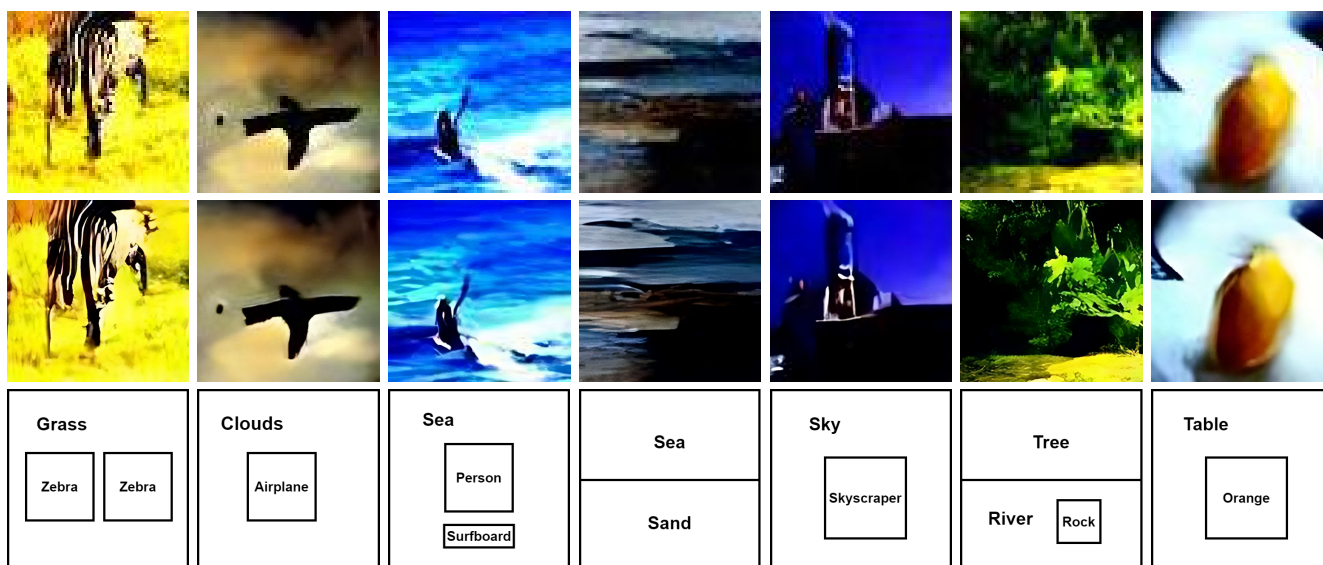 Grass
Zebra Zebra
Clouds
Airplane
Sea
Person
Surfboard
Sea
Sand
Sky
Skyscraper
Tree
River Rock
Table
Orange